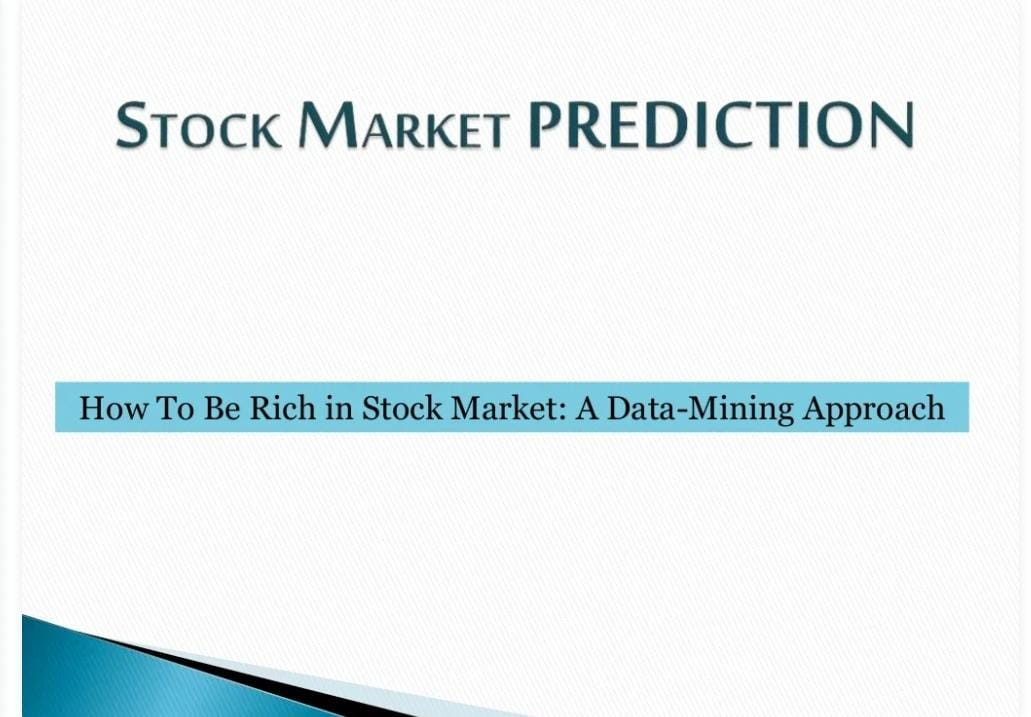 Stock Market PREDICTION
How To Be Rich in Stock Market: A Data-Mining Approach